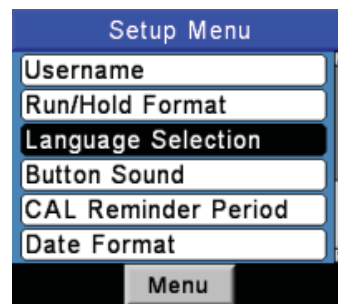 Setup Menu
Username
Run/Hold Format
Language Selection
Button Sound
CAL Reminder Period
Date Format
Menu